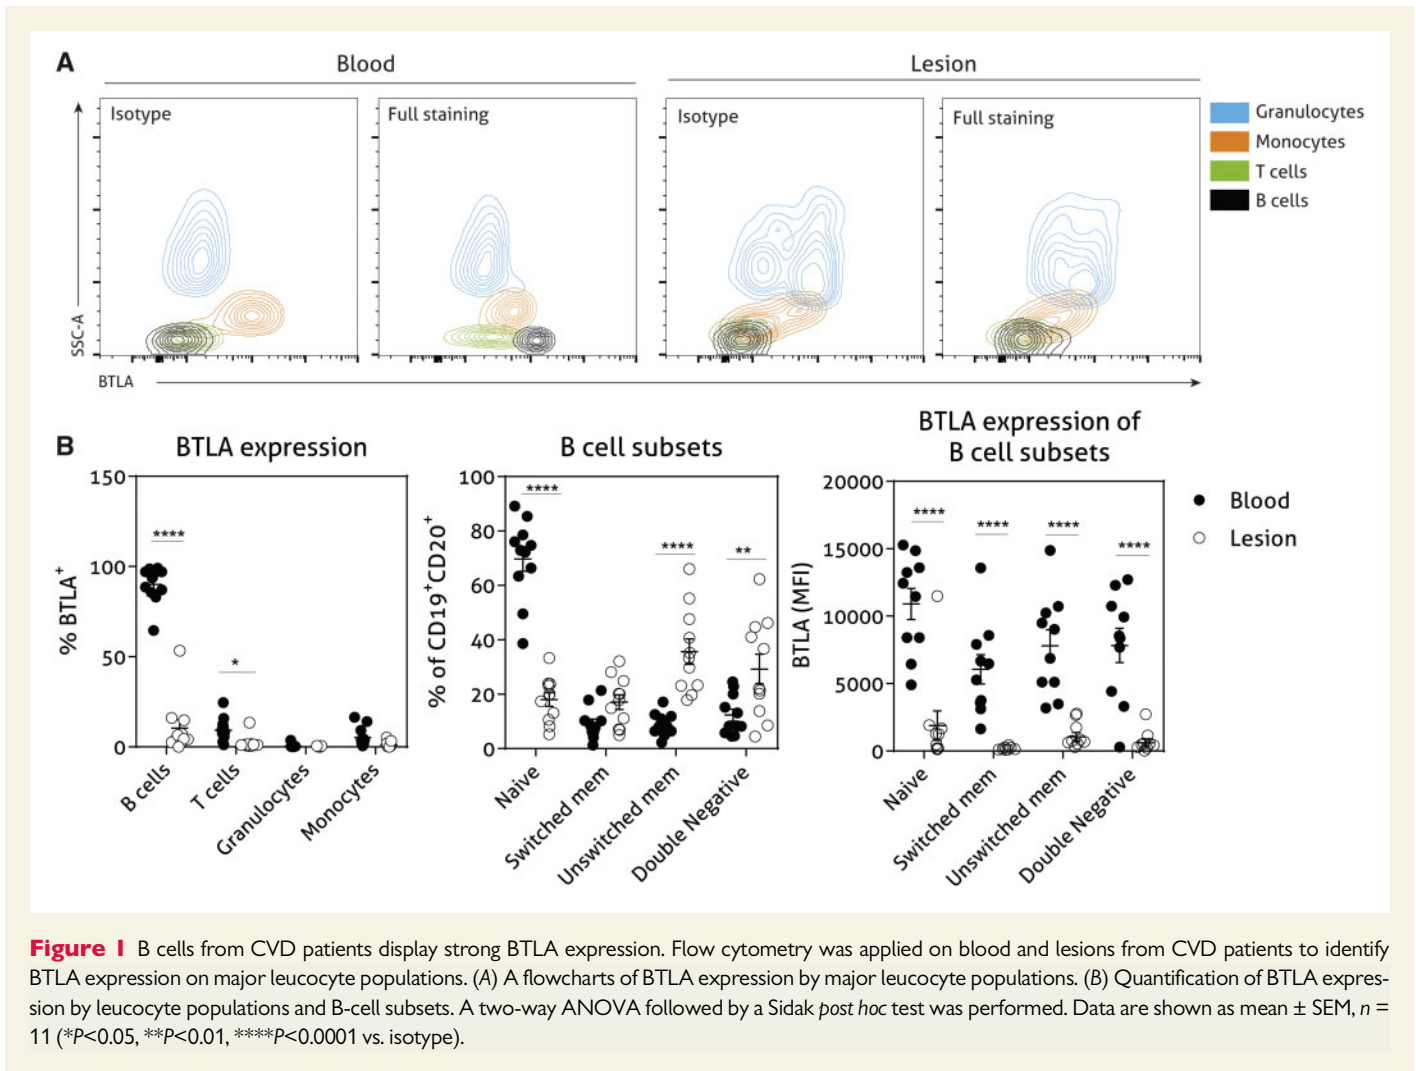 A
Blood
Lesion
Isotype
Full staining
Isotype
Full staining
Granulocytes
Monocytes
T cells
B cells
SSC-A
BTLA
B
BTLA expression
B cell subsets
BTLA expression of
B cell subsets
% BTLA+
150
100
50
0
****
*
B cells
T cells
Granulocytes
Monocytes
% of CD19+CD20+
100
80
60
40
20
0
****
****
**
Naive
Switched mem
Unswitched mem
Double Negative
BTLA (MFI)
20000
15000
10000
5000
0
****
****
****
****
Naive
Switched mem
Unswitched mem
Double Negative
Blood
Lesion
Figure 1 B cells from CVD patients display strong BTLA expression. Flow cytometry was applied on blood and lesions from CVD patients to identify
BTLA expression on major leucocyte populations. (A) A flowcharts of BTLA expression by major leucocyte populations. (B) Quantification of BTLA expres-
sion by leucocyte populations and B-cell subsets. A two-way ANOVA followed by a Sidak post hoc test was performed. Data are shown as mean ± SEM, n =
11 (*P<0.05, **P<0.01, ****P<0.0001 vs. isotype).